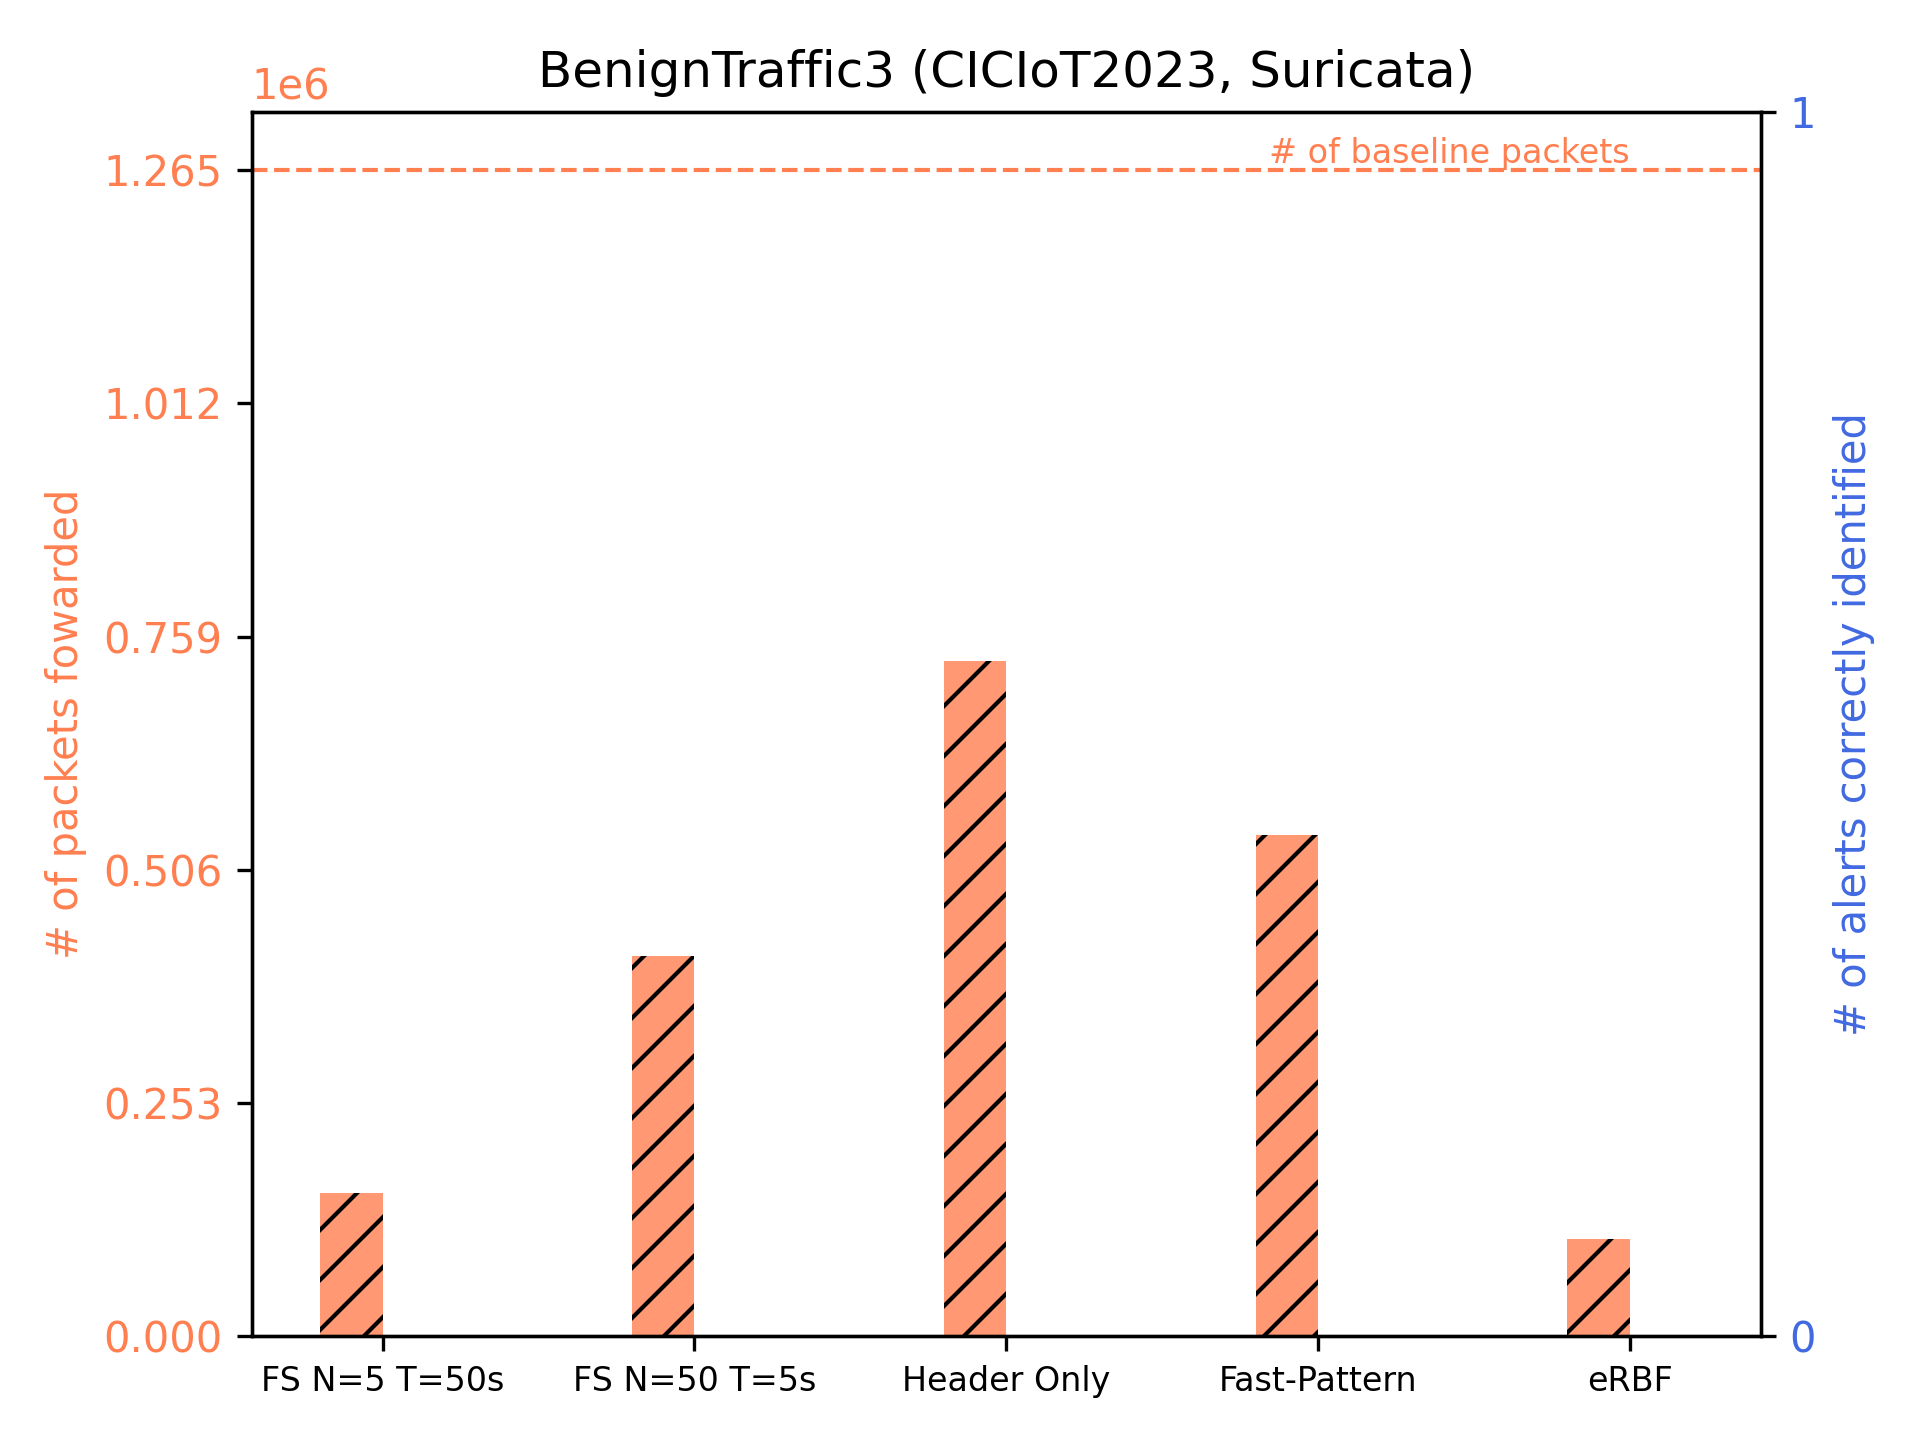 BenignTraffic3 (CICIoT2023, Suricata)
1e6
1
# of baseline packets
1.265
1.012
0.759
0.506
0.253
0.000
0
# of packets fowarded
# of alerts correctly identified
FS N=5 T=50s
FS N=50 T=5s
Header Only
Fast-Pattern
eRBF